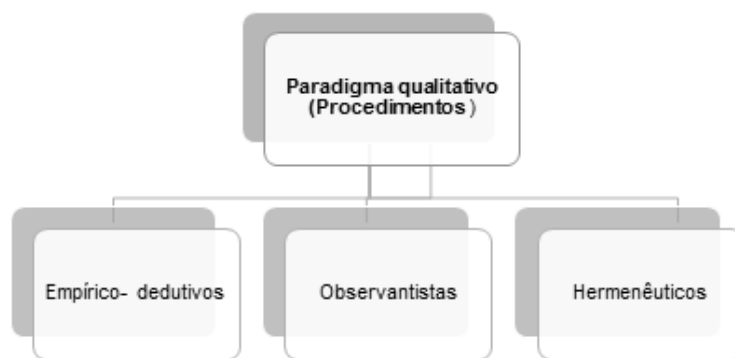 Paradigma qualitativo
(Procedimentos )
Empírico- dedutivos
Observantistas
Hermenêuticos